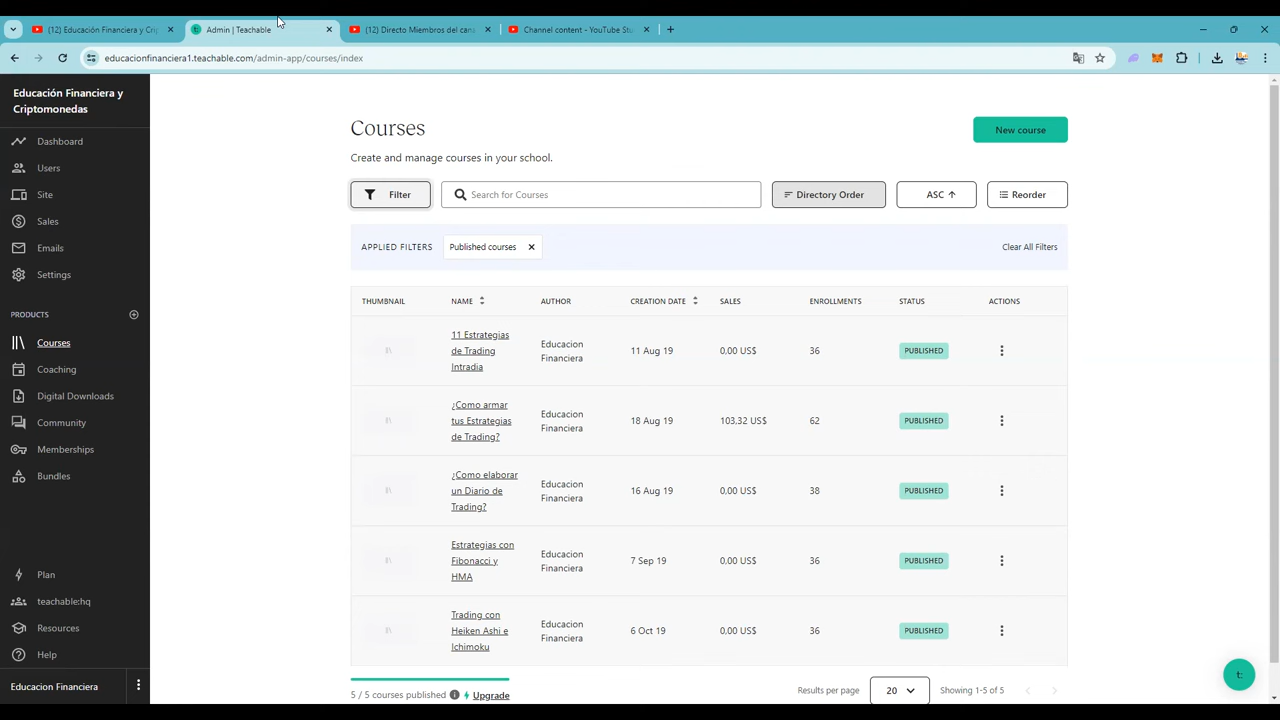 (12) Educación Financiera y Crip
Admin | Teachable
(12) Directo Miembros del cana
Channel content - YouTube Stu
educacionfinanciera1.teachable.com/admin-app/courses/index
Educación Financiera y
Criptomonedas
Dashboard
Users
Site
Sales
Emails
Settings
PRODUCTS
Courses
Coaching
Digital Downloads
Community
Memberships
Bundles
Plan
teachable:hq
Resources
Help
Educacion Financiera
Courses
New course
Create and manage courses in your school.
Filter
Search for Courses
Directory Order
ASC
Reorder
APPLIED FILTERS
Published courses
Clear All Filters
THUMBNAIL NAME AUTHOR CREATION DATE SALES ENROLLMENTS STATUS ACTIONS
11 Estrategias
de Trading
Intradia
Educacion
Financiera
11 Aug 19
0,00 US$
36
PUBLISHED
¿Como armar
tus Estrategias
de Trading?
Educacion
Financiera
18 Aug 19
103,32 US$
62
PUBLISHED
¿Como elaborar
un Diario de
Trading?
Educacion
Financiera
16 Aug 19
0,00 US$
38
PUBLISHED
Estrategias con
Fibonacci y
HMA
Educacion
Financiera
7 Sep 19
0,00 US$
36
PUBLISHED
Trading con
Heiken Ashi e
Ichimoku
Educacion
Financiera
6 Oct 19
0,00 US$
36
PUBLISHED
5 / 5 courses published
Upgrade
Results per page
20
Showing 1-5 of 5
t: